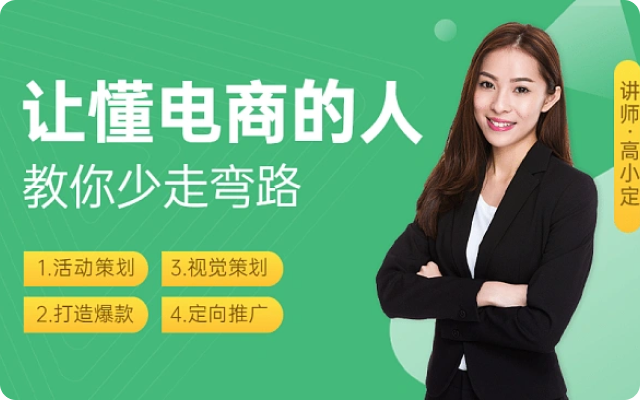 让懂电商的人
教你少走弯路
1.活动策划
3.视觉策划
2.打造爆款
4.定向推广
讲师·高小定